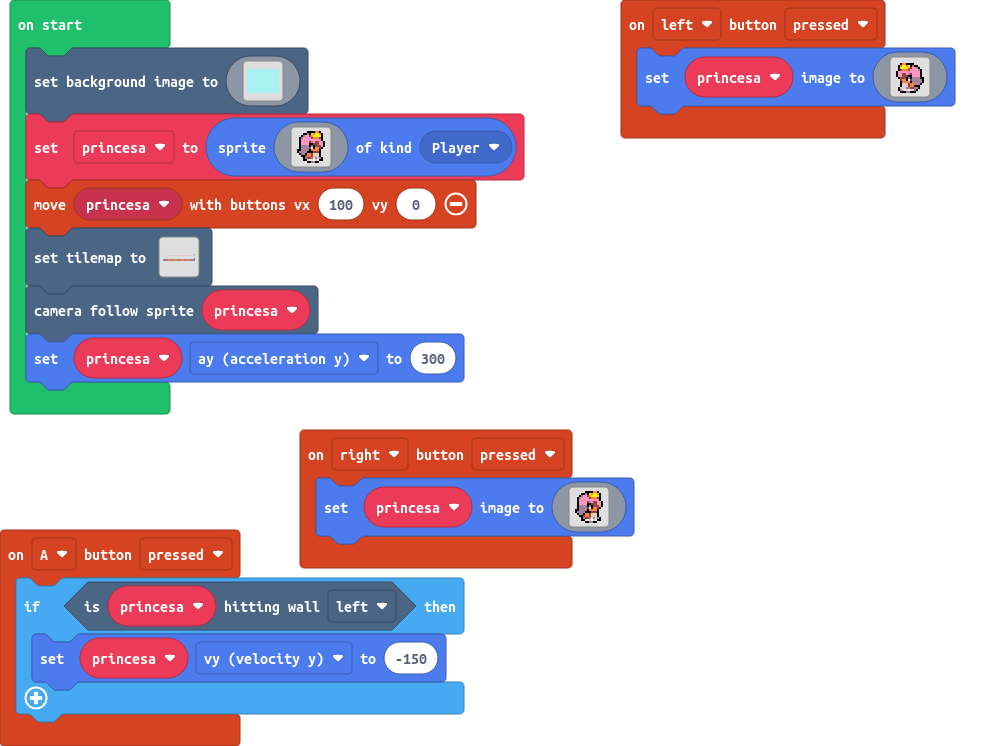 on start
set background image to
set princesa to sprite of kind Player
move princesa with buttons vx 100 vy 0
set tilemap to
camera follow sprite princesa
set princesa ay (acceleration y) to 300
on left button pressed
set princesa image to
on right button pressed
set princesa image to
on A button pressed
if is princesa hitting wall left then
set princesa vy (velocity y) to -150